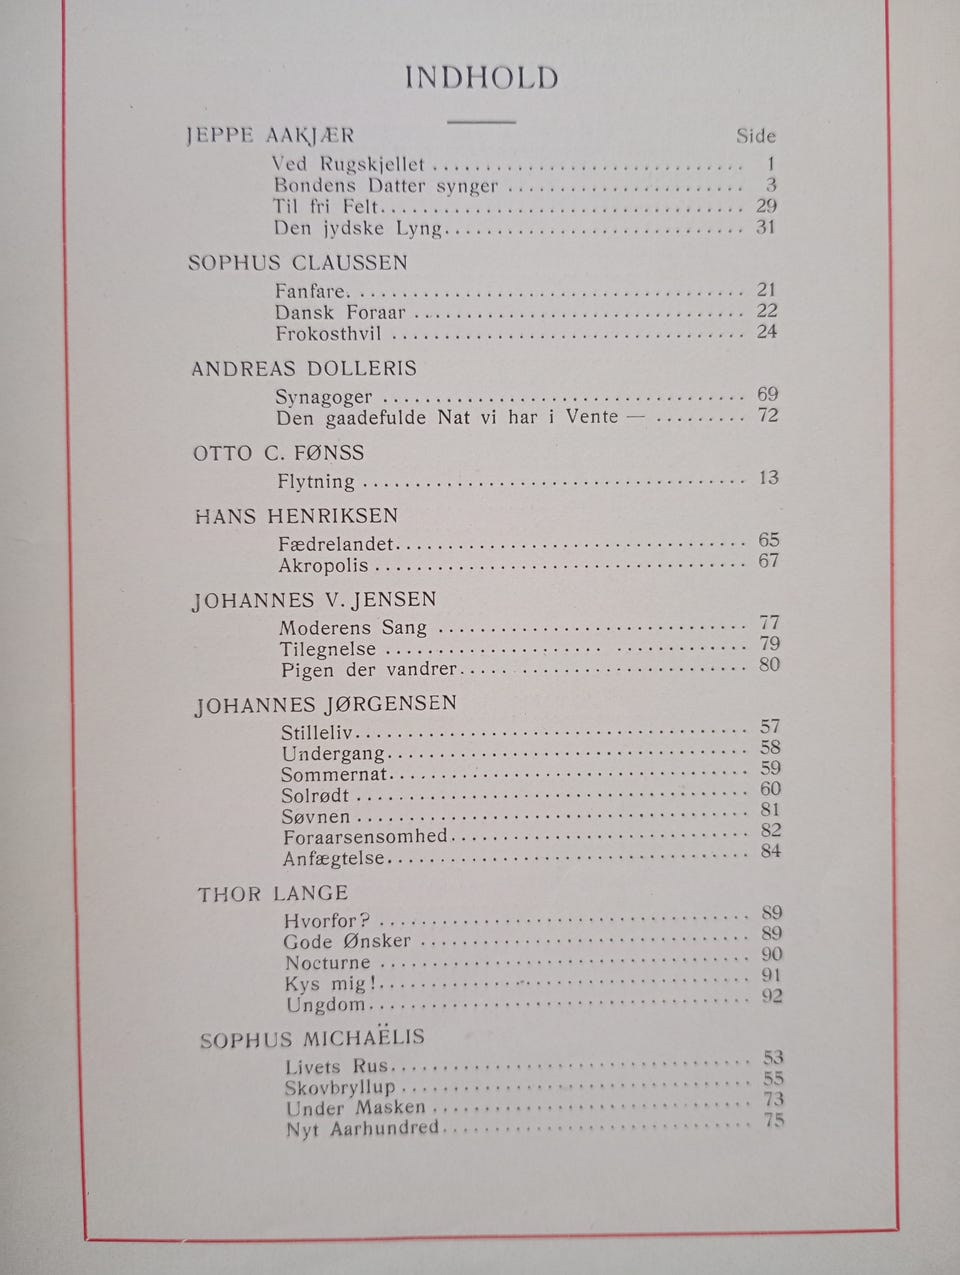 INDHOLD
JEPPE AAKJÆR Side
Ved Rugskjellet ............................ 1
Bondens Datter synger ..................... 3
Til fri Felt................................ 29
Den jydske Lyng............................ 31
SOPHUS CLAUSSEN
Fanfare. .................................. 21
Dansk Foraar .............................. 22
Frokosthvil ................................ 24
ANDREAS DOLLERIS
Synagoger ................................. 69
Den gaadefulde Nat vi har i Vente — ......... 72
OTTO C. FØNSS
Flytning ................................... 13
HANS HENRIKSEN
Fædrelandet................................ 65
Akropolis .................................. 67
JOHANNES V. JENSEN
Moderens Sang ............................ 77
Tilegnelse ................................. 79
Pigen der vandrer.......................... 80
JOHANNES JØRGENSEN
Stilleliv.................................... 57
Undergang................................. 58
Sommernat................................. 59
Solrødt .................................... 60
Søvnen .................................... 81
Foraarsensomhed........................... 82
Anfægtelse................................. 84
THOR LANGE
Hvorfor? .................................. 89
Gode Ønsker .............................. 89
Nocturne .................................. 90
Kys mig!.................................. 91
Ungdom................................... 92
SOPHUS MICHAËLIS
Livets Rus................................. 53
Skovbryllup ................................ 55
Under Masken ............................. 73
Nyt Aarhundred............................ 75